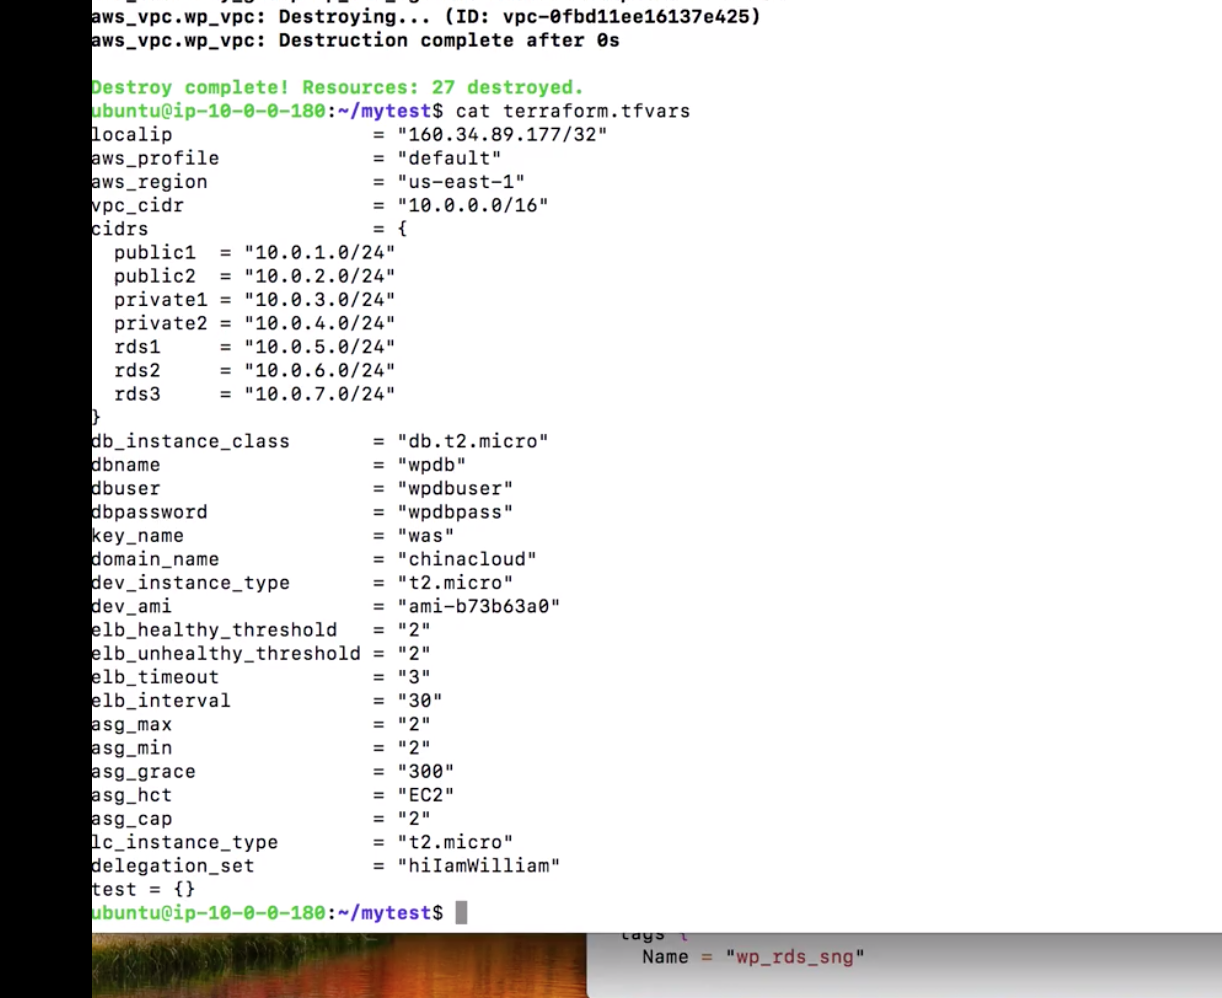 aws_vpc.wp_vpc: Destroying... (ID: vpc-0fbd11ee16137e425)
aws_vpc.wp_vpc: Destruction complete after 0s
Destroy complete! Resources: 27 destroyed.
ubuntu@ip-10-0-0-180:~/mytest$ cat terraform.tfvars
localip                  = "160.34.89.177/32"
aws_profile              = "default"
aws_region               = "us-east-1"
vpc_cidr                 = "10.0.0.0/16"
cidrs                    = {
  public1  = "10.0.1.0/24"
  public2  = "10.0.2.0/24"
  private1 = "10.0.3.0/24"
  private2 = "10.0.4.0/24"
  rds1     = "10.0.5.0/24"
  rds2     = "10.0.6.0/24"
  rds3     = "10.0.7.0/24"
}
db_instance_class        = "db.t2.micro"
dbname                   = "wpdb"
dbuser                   = "wpdbuser"
dbpassword               = "wpdbpass"
key_name                 = "was"
domain_name              = "chinacloud"
dev_instance_type        = "t2.micro"
dev_ami                  = "ami-b73b63a0"
elb_healthy_threshold    = "2"
elb_unhealthy_threshold  = "2"
elb_timeout              = "3"
elb_interval             = "30"
asg_max                  = "2"
asg_min                  = "2"
asg_grace                = "300"
asg_hct                  = "EC2"
asg_cap                  = "2"
lc_instance_type         = "t2.micro"
delegation_set           = "hiIamWilliam"
test = {}
ubuntu@ip-10-0-0-180:~/mytest$
tags {
Name = "wp_rds_sng"